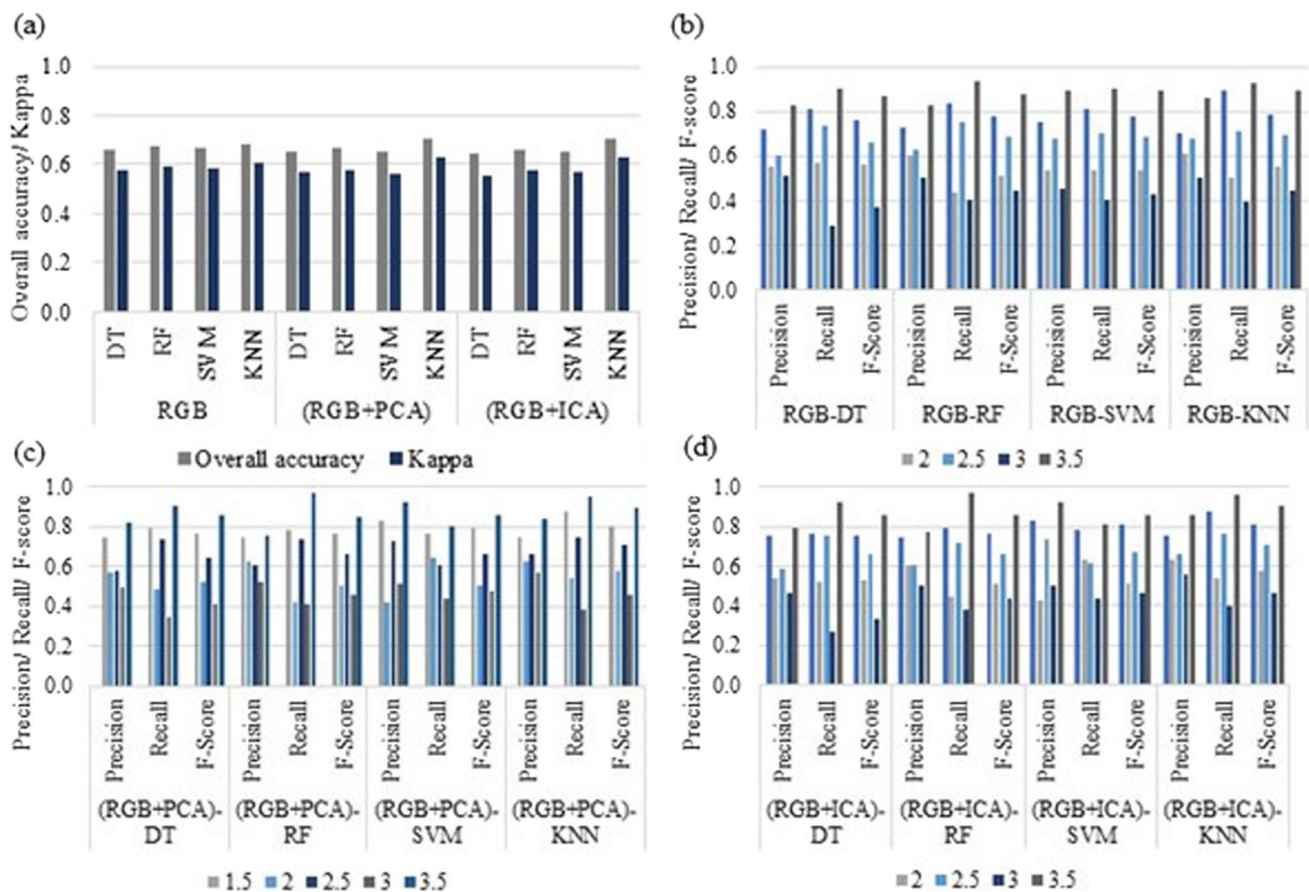 (a)
Overall accuracy/ Kappa
1.0
0.8
0.6
0.4
0.2
0.0
DT RF SVM KNN DT RF SVM KNN DT RF SVM KNN
RGB (RGB+PCA) (RGB+ICA)
Overall accuracy Kappa
(b)
Precision/ Recall/ F-score
1.0
0.8
0.6
0.4
0.2
0.0
Precision Recall F-Score Precision Recall F-Score Precision Recall F-Score Precision Recall F-Score
RGB-DT RGB-RF RGB-SVM RGB-KNN
2 2.5 3 3.5
(c)
Precision/ Recall/ F-score
1.0
0.8
0.6
0.4
0.2
0.0
Precision Recall F-Score Precision Recall F-Score Precision Recall F-Score Precision Recall F-Score
(RGB+PCA)- (RGB+PCA)- (RGB+PCA)- (RGB+PCA)-
DT RF SVM KNN
1.5 2 2.5 3 3.5
(d)
Precision/ Recall/ F-score
1.0
0.8
0.6
0.4
0.2
0.0
Precision Recall F-Score Precision Recall F-Score Precision Recall F-Score Precision Recall F-Score
(RGB+ICA)- (RGB+ICA)- (RGB+ICA)- (RGB+ICA)-
DT RF SVM KNN
2 2.5 3 3.5